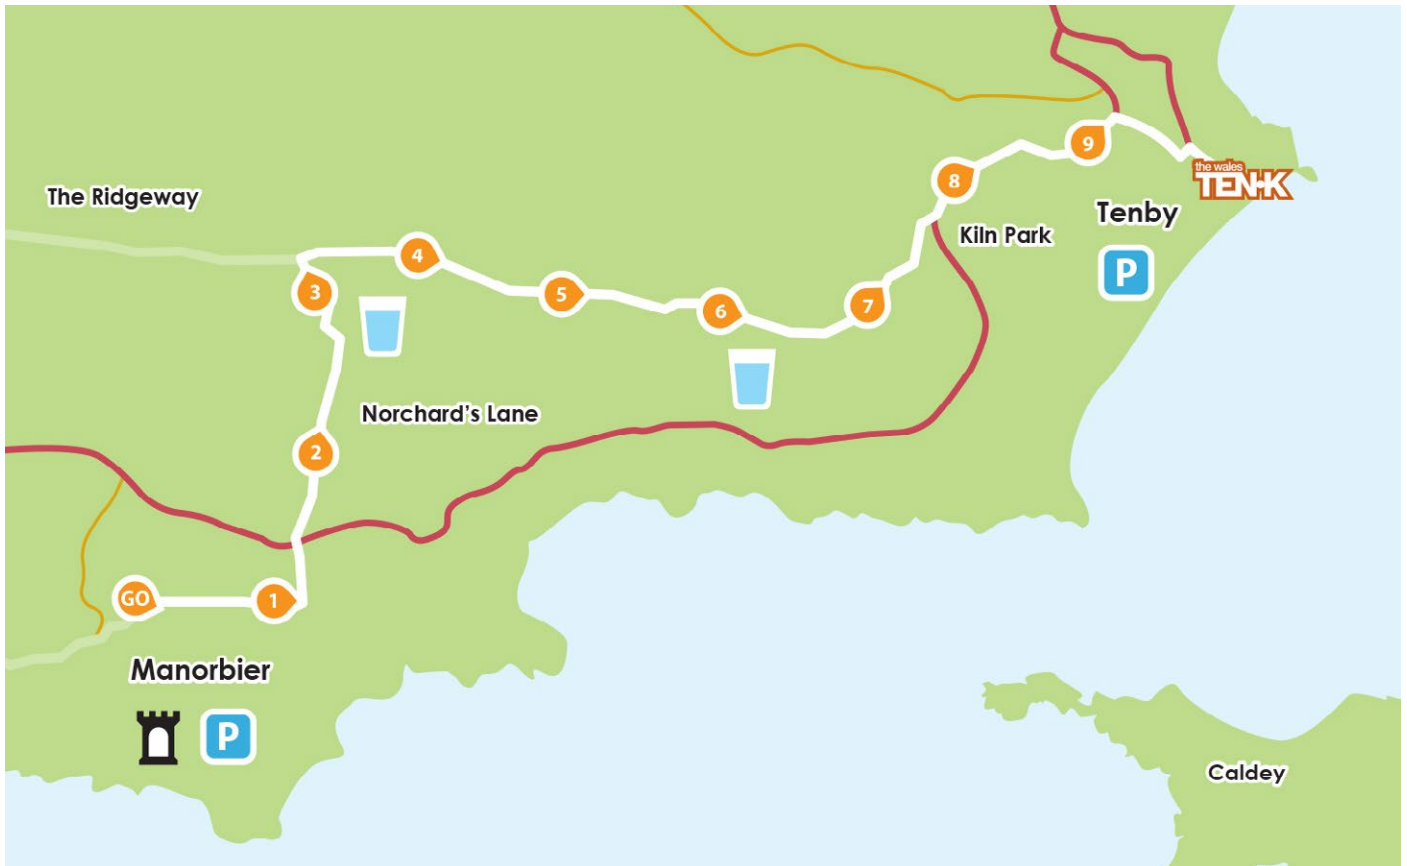 9
8
the wales
TEN-K
The Ridgeway
Tenby
Kiln Park
4
P
3
5
6
7
Norchard's Lane
2
GO
1
Manorbier
P
Caldey